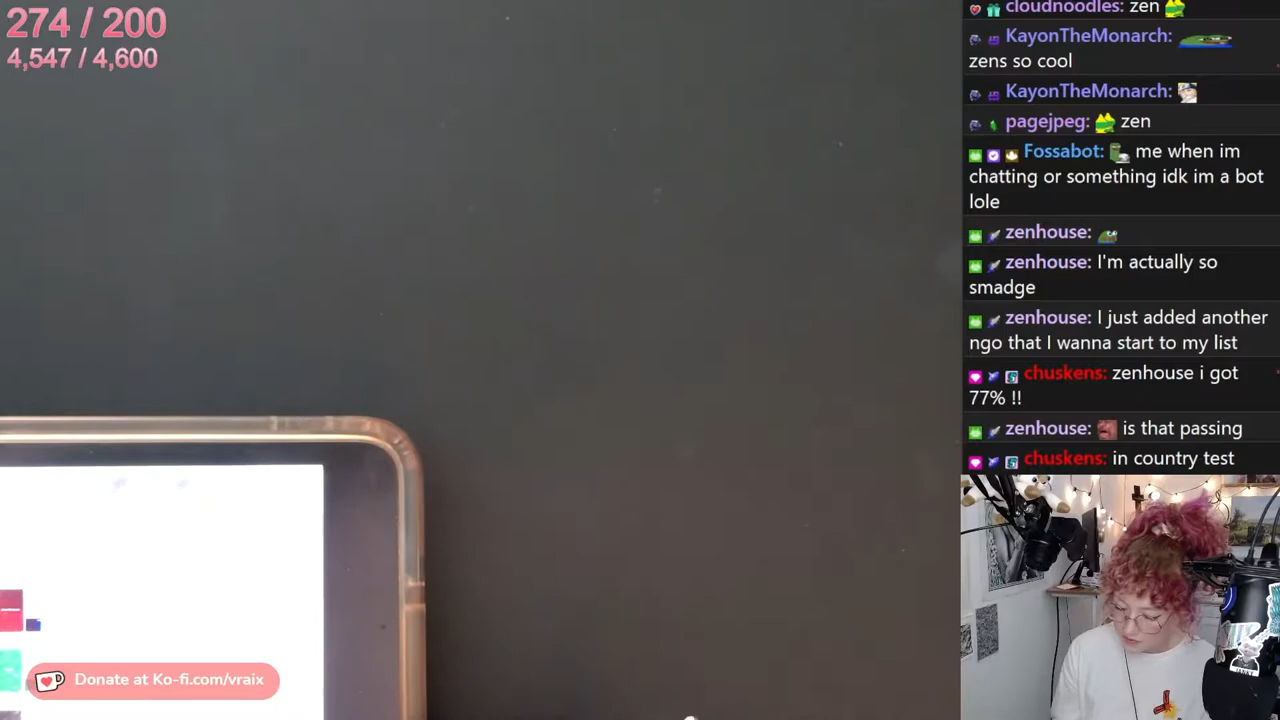 274 / 200
4,547 / 4,600
cloudnoodles: zen
KayonTheMonarch:
zens so cool
KayonTheMonarch:
pagejpeg: zen
Fossabot: me when im
chatting or something idk im a bot
lole
zenhouse:
zenhouse: I'm actually so
smadge
zenhouse: I just added another
ngo that I wanna start to my list
chuskens: zenhouse i got
77% !!
zenhouse: is that passing
chuskens: in country test
Donate at Ko-fi.com/vraix